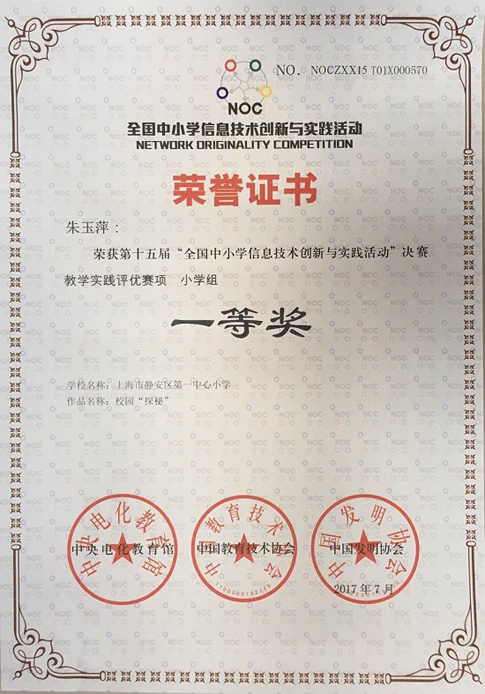 NO. NOCZXX15 T01X000570
NOC
全国中小学信息技术创新与实践活动
NETWORK ORIGINALITY COMPETITION
荣誉证书
朱玉萍：
荣获第十五届“全国中小学信息技术创新与实践活动”决赛
教学实践评优赛项 小学组
一等奖
学校名称：上海市静安区第一中心小学
作品名称：校园“探秘”
中央电化教育馆
中央电化教育馆
中国教育技术协会
中国教育技术协会
中国发明协会
中国发明协会
2017年7月